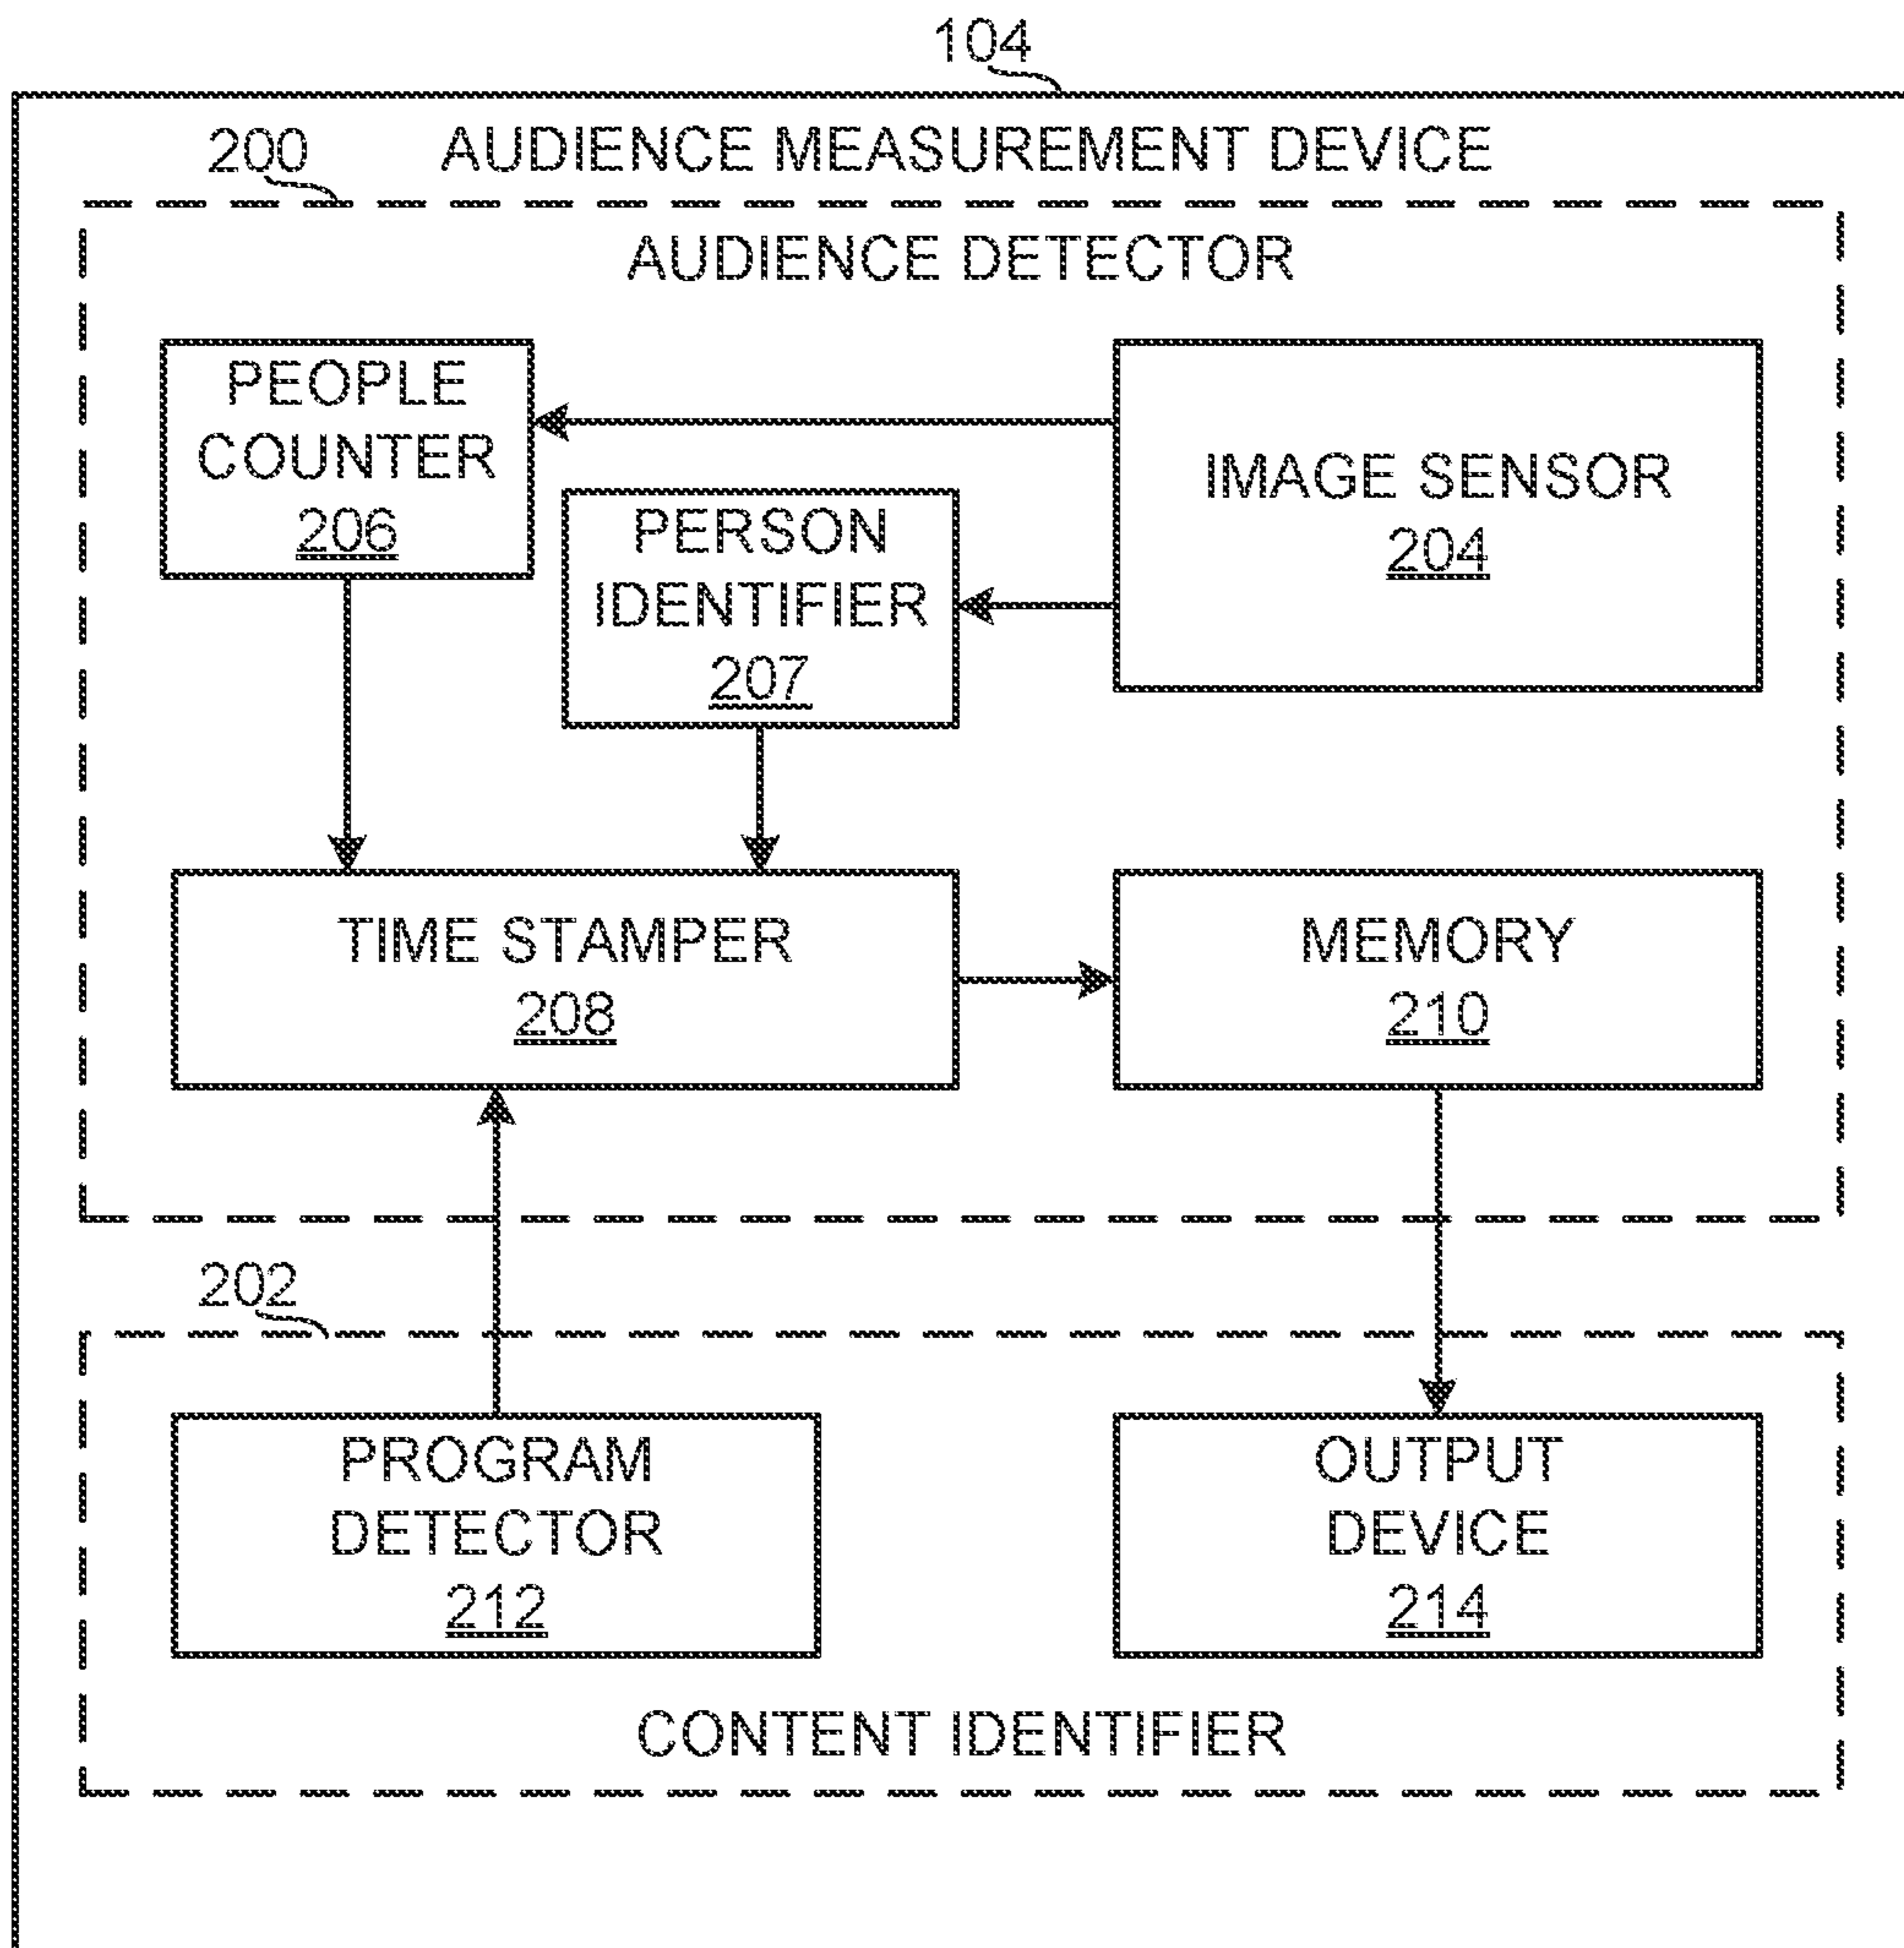 104
AUDIENCE MEASUREMENT DEVICE
200
AUDIENCE DETECTOR
PEOPLE
COUNTER
206
IMAGE SENSOR
204
PERSON
IDENTIFIER
207
TIME STAMPER
208
MEMORY
210
202
PROGRAM
DETECTOR
212
OUTPUT
DEVICE
214
CONTENT IDENTIFIER